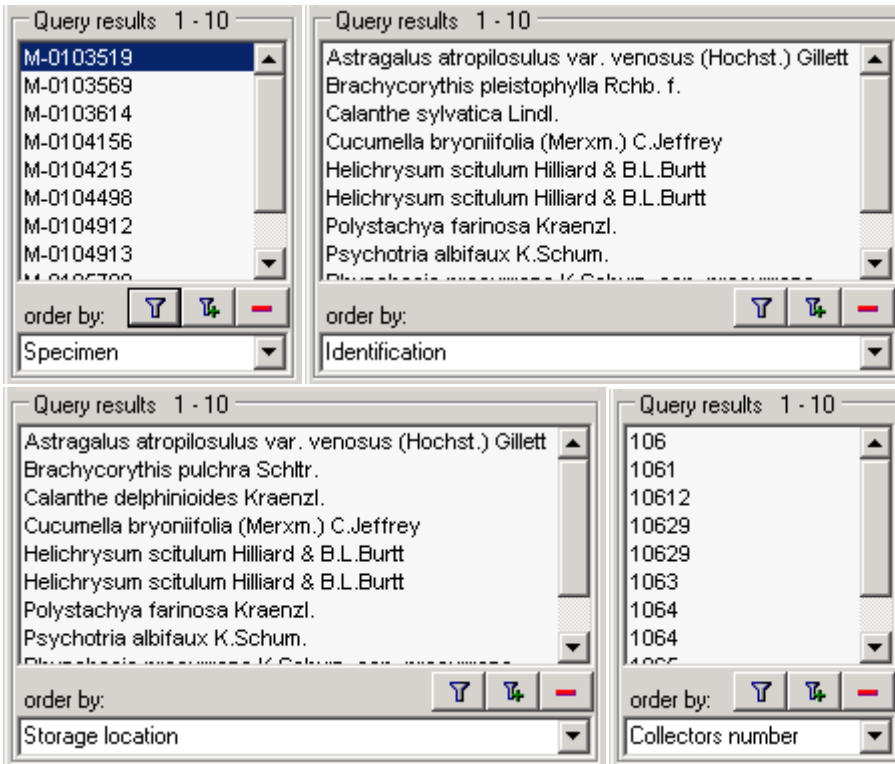 Query results 1 - 10
M-0103519
M-0103569
M-0103614
M-0104156
M-0104215
M-0104498
M-0104912
M-0104913
order by:
Specimen
Query results 1 - 10
Astragalus atropilosulus var. venosus (Hochst.) Gillett
Brachycorythis pleistophylla Rchb. f.
Calanthe sylvatica Lindl.
Cucumella bryoniifolia (Merxm.) C.Jeffrey
Helichrysum scitulum Hilliard & B.L.Burtt
Helichrysum scitulum Hilliard & B.L.Burtt
Polystachya farinosa Kraenzl.
Psychotria albifaux K.Schum.
order by:
Identification
Query results 1 - 10
Astragalus atropilosulus var. venosus (Hochst.) Gillett
Brachycorythis pulchra Schltr.
Calanthe delphinioides Kraenzl.
Cucumella bryoniifolia (Merxm.) C.Jeffrey
Helichrysum scitulum Hilliard & B.L.Burtt
Helichrysum scitulum Hilliard & B.L.Burtt
Polystachya farinosa Kraenzl.
Psychotria albifaux K.Schum.
order by:
Storage location
Query results 1 - 10
106
1061
10612
10629
10629
1063
1064
1064
1065
order by:
Collectors number